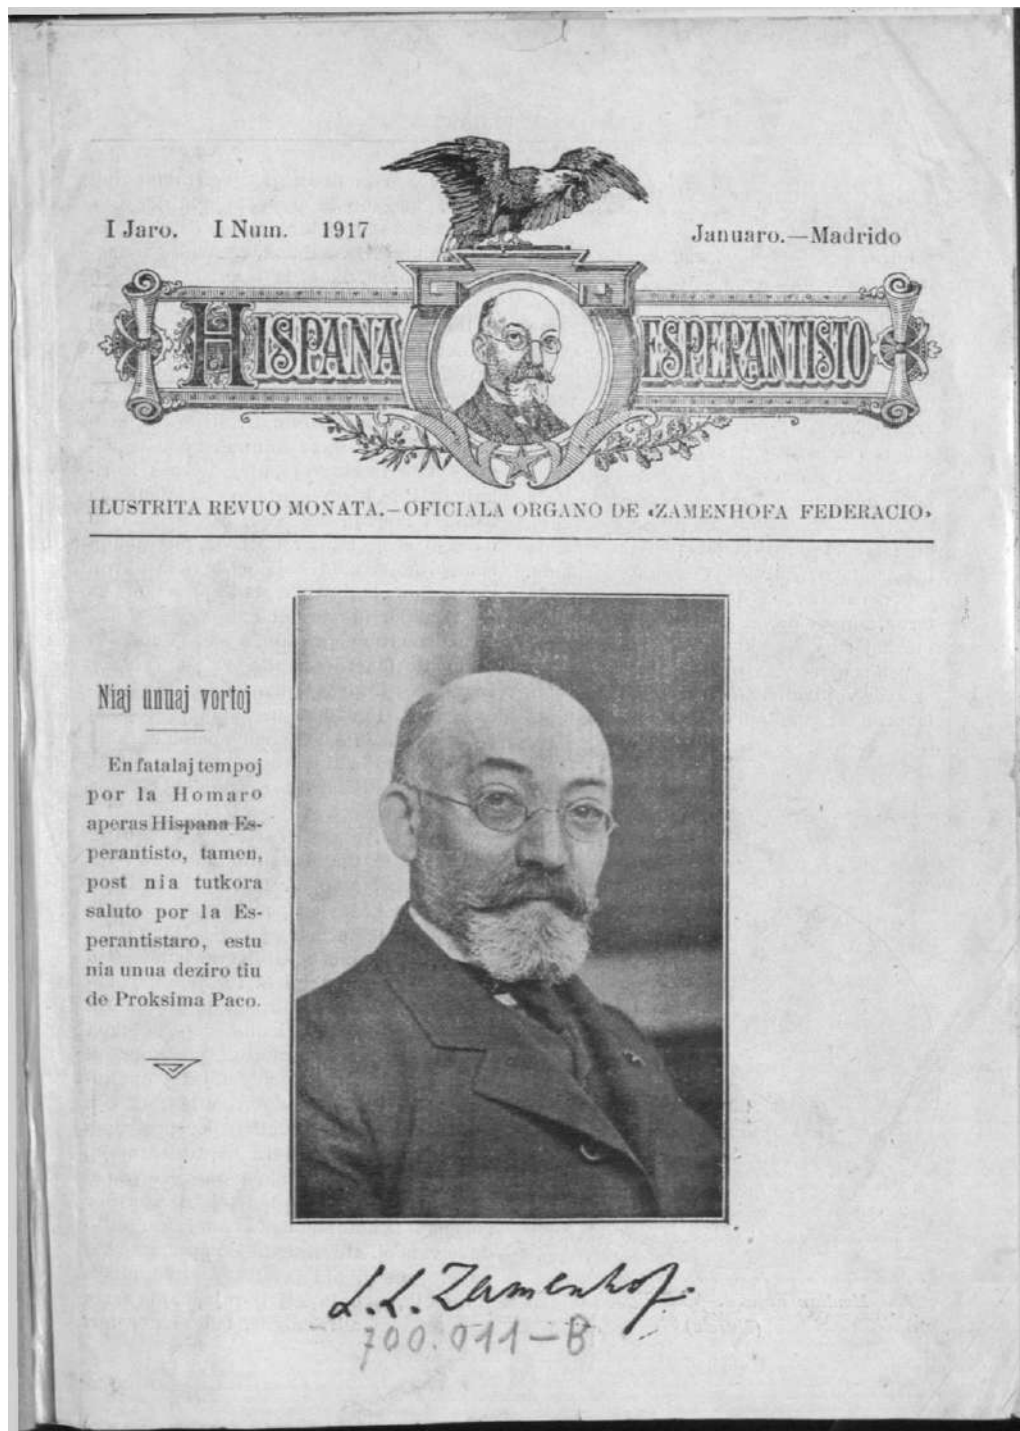 I Jaro. I Num. 1917
Januaro.—Madrido
HISPANA ESPERANTISTO
ILUSTRITA REVUO MONATA.—OFICIALA ORGANO DE «ZAMENHOFA FEDERACIO»
Niaj unuaj vortoj
En fatalaj tempoj
por la Homaro
aperas Hispana Es-
perantisto, tamen,
post nia tutkora
saluto por la Es-
perantistaro, estu
nia unua deziro tiu
de Proksima Paco.
L. L. Zamenhof.
700.011-B